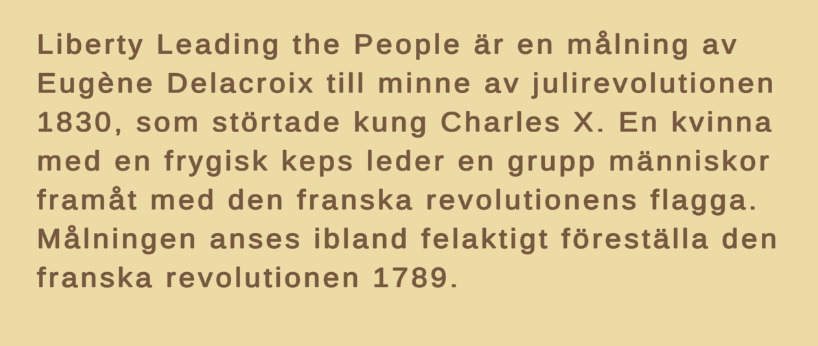 Liberty Leading the People är en målning av
Eugène Delacroix till minne av julirevolutionen
1830, som störtade kung Charles X. En kvinna
med en frygisk keps leder en grupp människor
framåt med den franska revolutionens flagga.
Målningen anses ibland felaktigt föreställa den
franska revolutionen 1789.